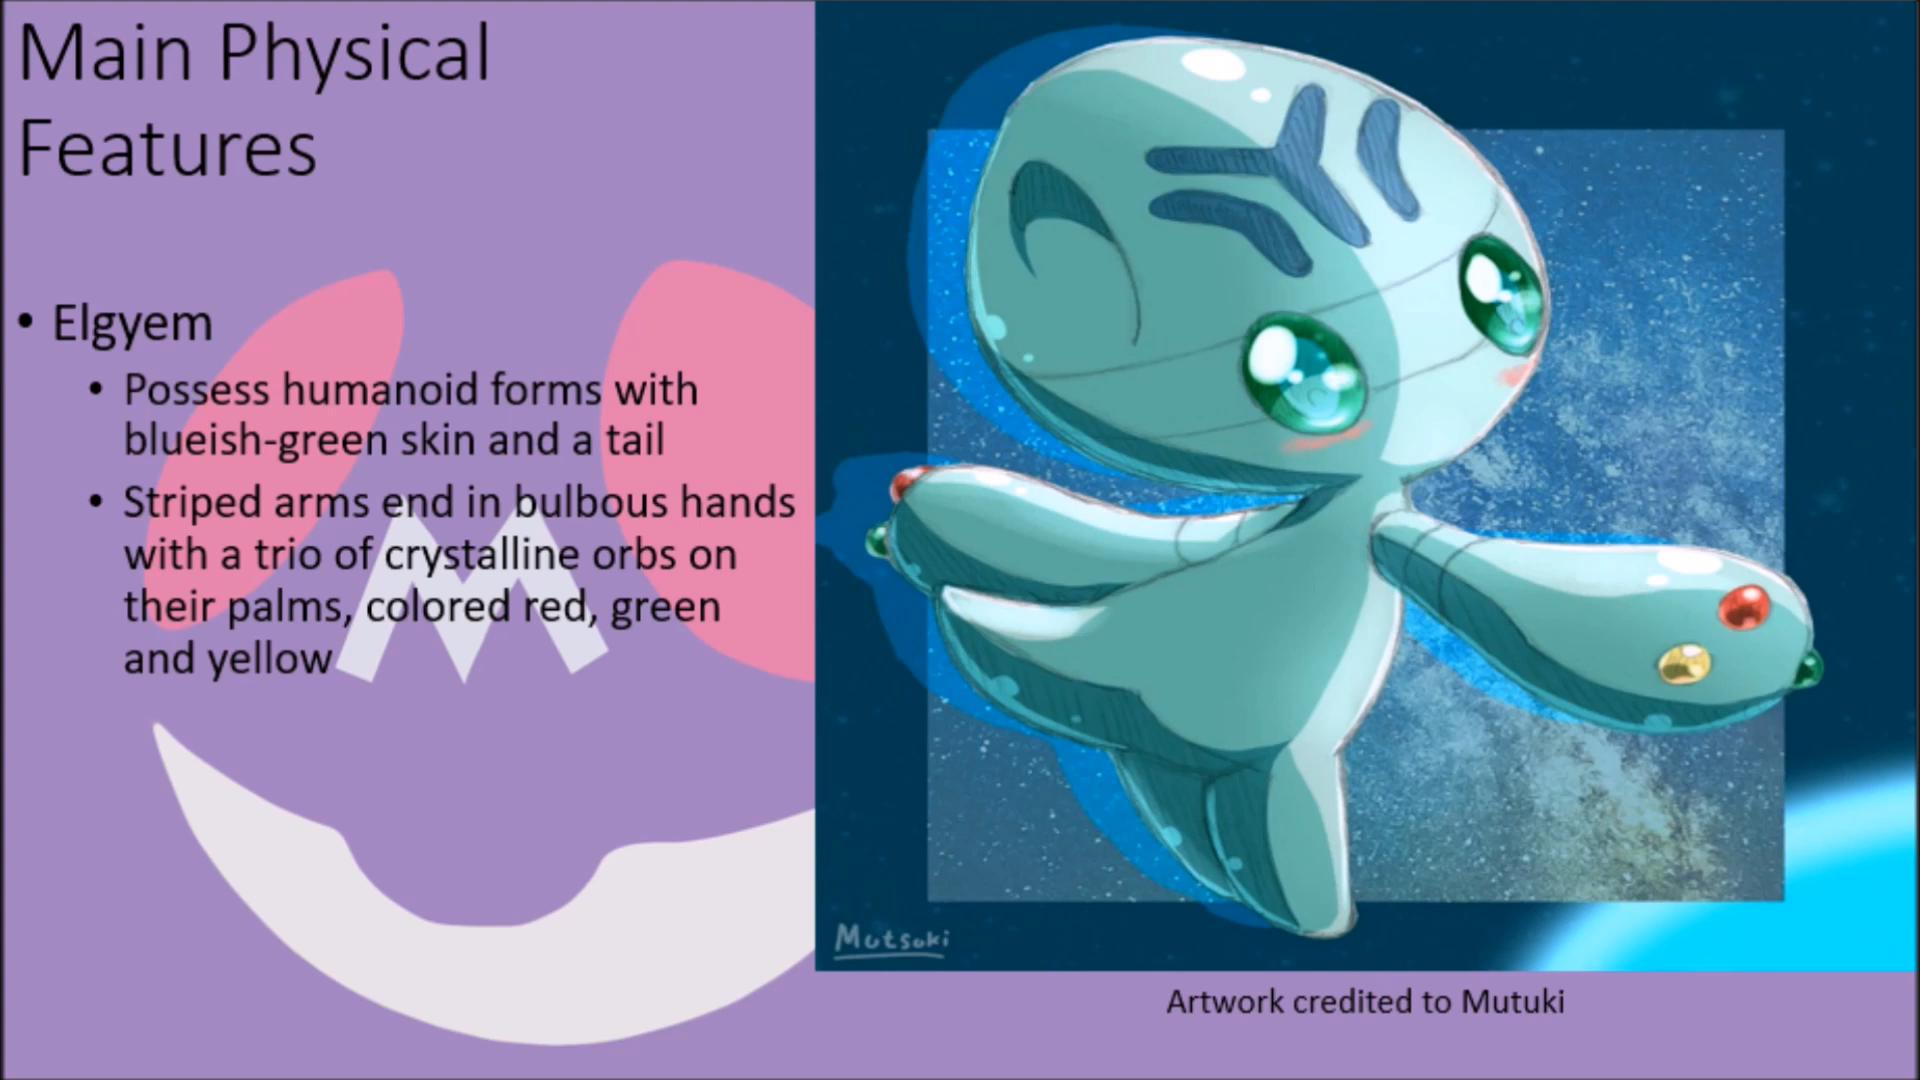 Main Physical
Features
• Elgyem
• Possess humanoid forms with
blueish-green skin and a tail
• Striped arms end in bulbous hands
with a trio of crystalline orbs on
their palms, colored red, green
and yellow
M
Mutsuki
Artwork credited to Mutuki